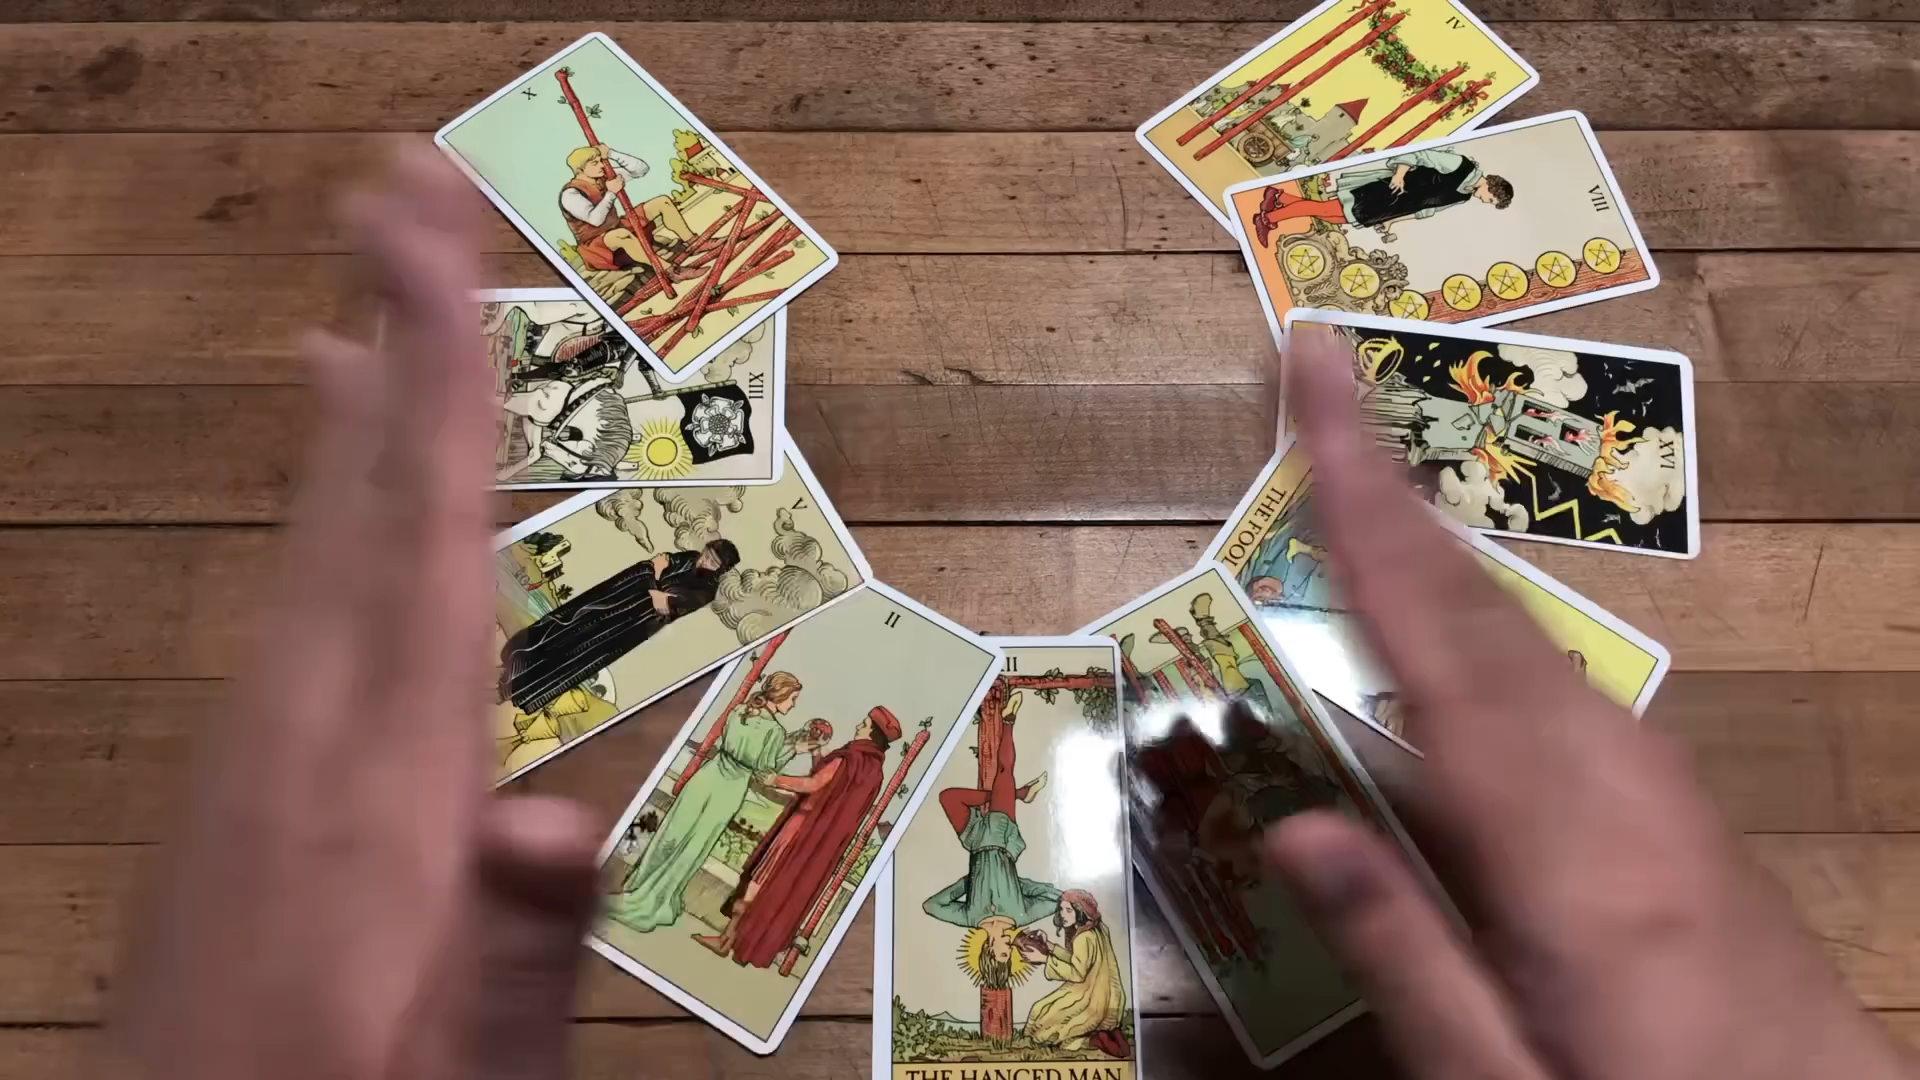 IV
X
VIII
XIII
XVI
THE FOOL
V
II
XII
THE HANGED MAN